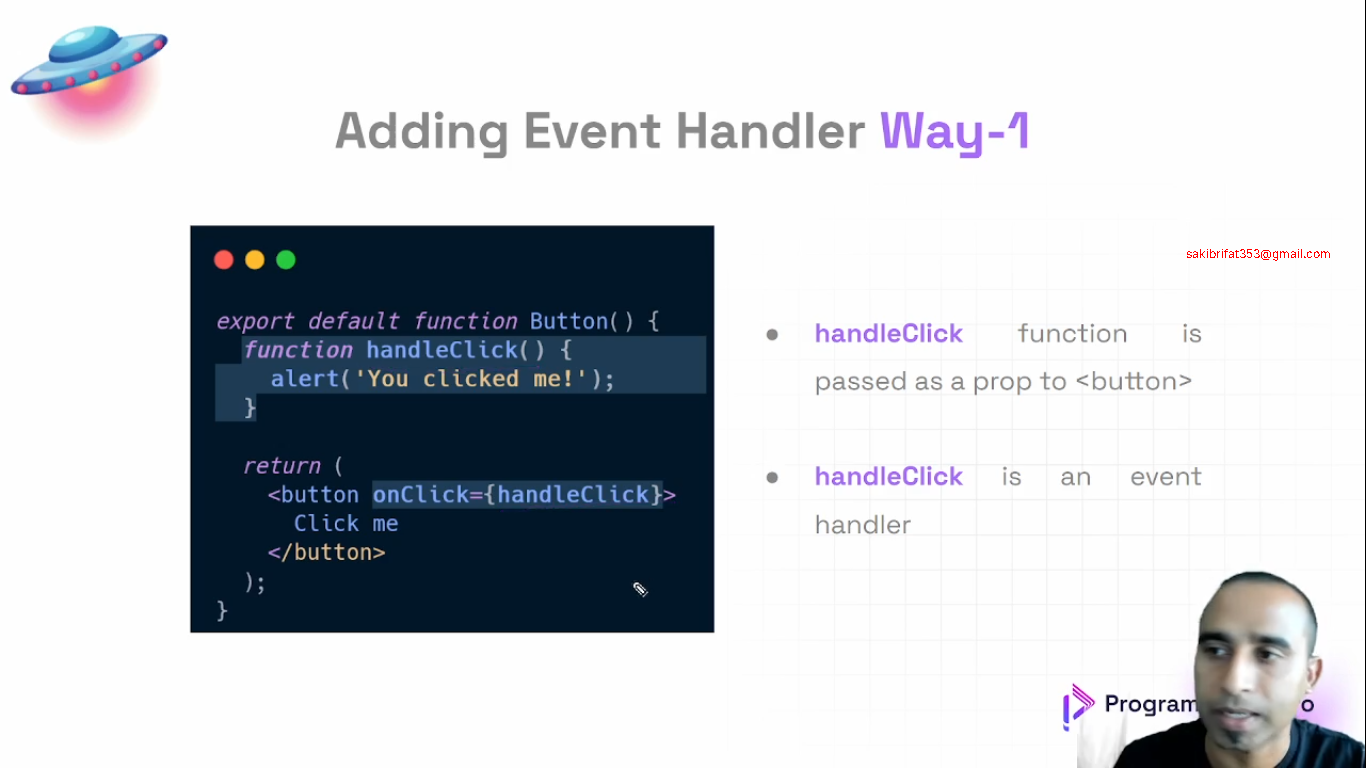 Adding Event Handler Way-1
sakibrifat353@gmail.com
export default function Button() {
function handleClick() {
alert('You clicked me!');
}
return (
<button onClick={handleClick}>
Click me
</button>
);
}
handleClick function is
passed as a prop to <button>
handleClick is an event
handler